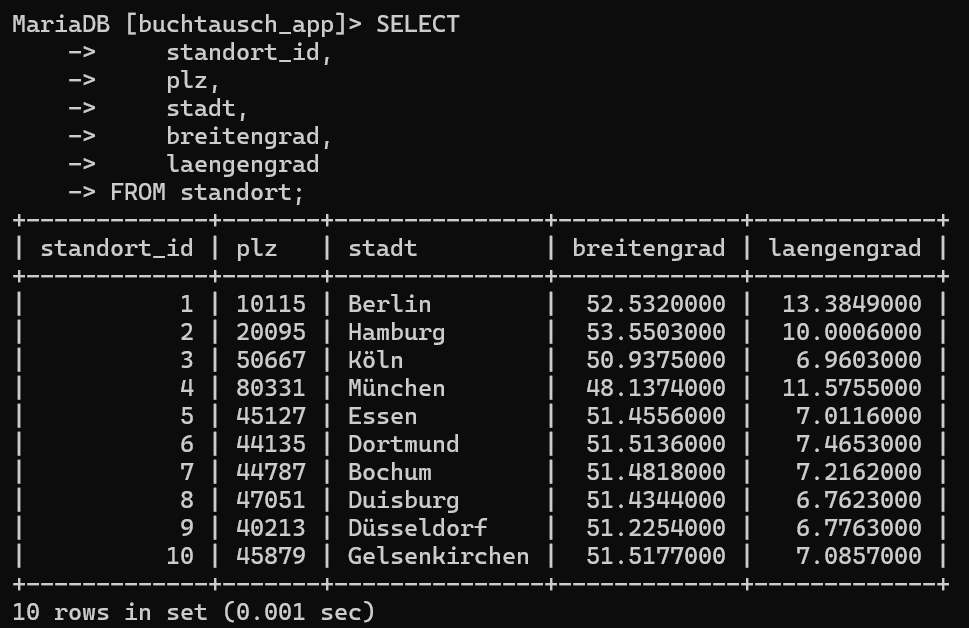 MariaDB [buchtausch_app]> SELECT
    ->     standort_id,
    ->     plz,
    ->     stadt,
    ->     breitengrad,
    ->     laengengrad
    -> FROM standort;
+-------------+-------+---------------+-------------+-------------+
| standort_id | plz   | stadt         | breitengrad | laengengrad |
+-------------+-------+---------------+-------------+-------------+
|           1 | 10115 | Berlin        |  52.5320000 |  13.3849000 |
|           2 | 20095 | Hamburg       |  53.5503000 |  10.0006000 |
|           3 | 50667 | Köln          |  50.9375000 |   6.9603000 |
|           4 | 80331 | München       |  48.1374000 |  11.5755000 |
|           5 | 45127 | Essen         |  51.4556000 |   7.0116000 |
|           6 | 44135 | Dortmund      |  51.5136000 |   7.4653000 |
|           7 | 44787 | Bochum        |  51.4818000 |   7.2162000 |
|           8 | 47051 | Duisburg      |  51.4344000 |   6.7623000 |
|           9 | 40213 | Düsseldorf    |  51.2254000 |   6.7763000 |
|          10 | 45879 | Gelsenkirchen |  51.5177000 |   7.0857000 |
+-------------+-------+---------------+-------------+-------------+
10 rows in set (0.001 sec)